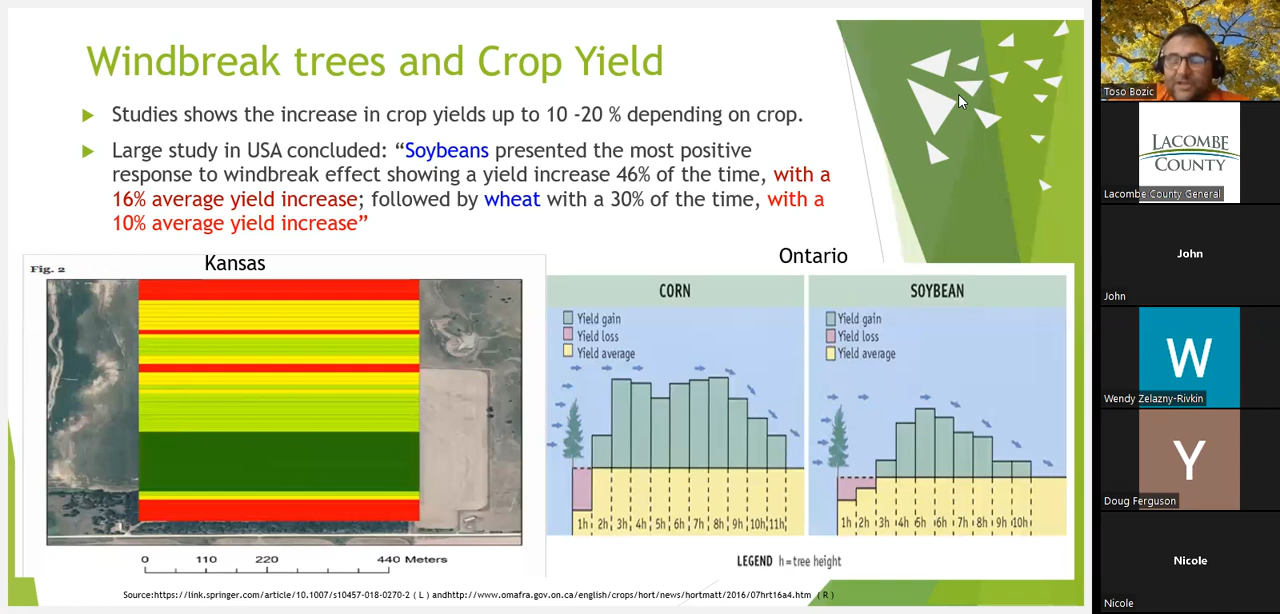 Windbreak trees and Crop Yield
Studies shows the increase in crop yields up to 10 -20 % depending on crop.
Large study in USA concluded: “Soybeans presented the most positive
response to windbreak effect showing a yield increase 46% of the time, with a
16% average yield increase; followed by wheat with a 30% of the time, with a
10% average yield increase”
Kansas
Fig. 2
0 110 220 440 Meters
Ontario
CORN
Yield gain
Yield loss
Yield average
1h 2h 3h 4h 5h 6h 7h 8h 9h 10h 11h
SOYBEAN
Yield gain
Yield loss
Yield average
1h 2h 3h 4h 6h 6h 7h 8h 9h 10h
LEGEND h=tree height
Source:https://link.springer.com/article/10.1007/s10457-018-0270-2 ( L ) andhttp://www.omafra.gov.on.ca/english/crops/hort/news/hortmatt/2016/07hrt16a4.htm ( R )
Toso Bozic
LACOMBE
COUNTY
Lacombe County General
John
John
W
Wendy Zelazny-Rivkin
Y
Doug Ferguson
Nicole
Nicole